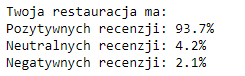 Twoja restauracja ma:
Pozytywnych recenzji: 93.7%
Neutralnych recenzji: 4.2%
Negatywnych recenzji: 2.1%